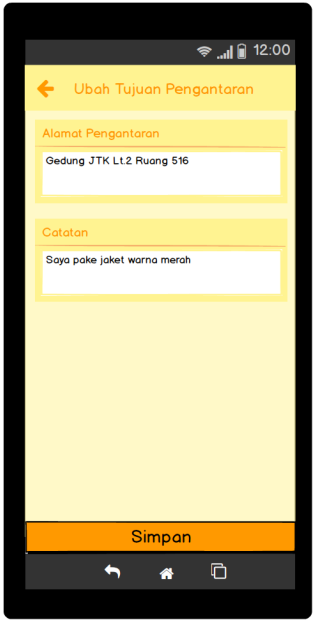 12:00
Ubah Tujuan Pengantaran
Alamat Pengantaran
Gedung JTK Lt.2 Ruang 516
Catatan
Saya pake jaket warna merah
Simpan